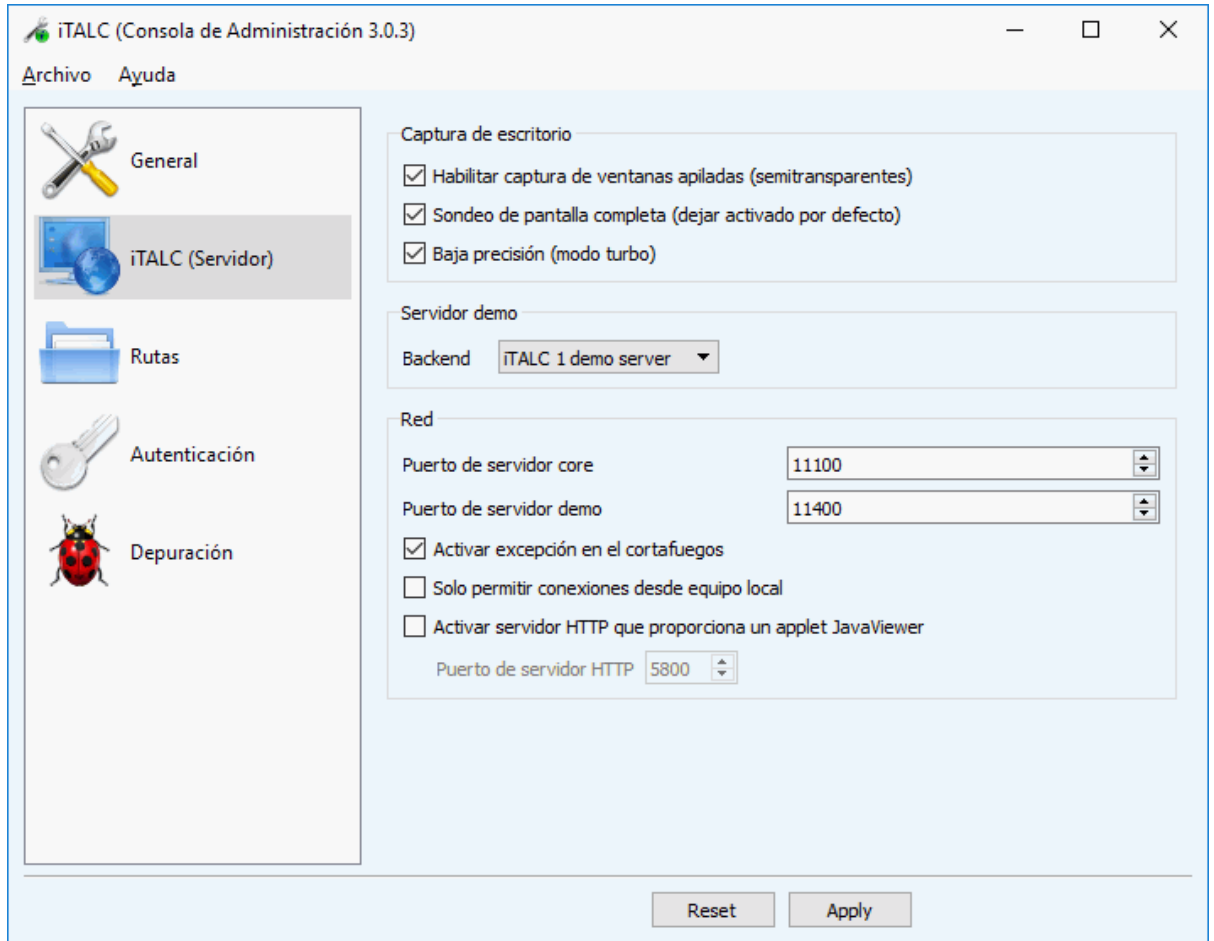 iTALC (Consola de Administración 3.0.3)
Archivo Ayuda
General
iTALC (Servidor)
Rutas
Autenticación
Depuración
Captura de escritorio
Habilitar captura de ventanas apiladas (semitransparentes)
Sondeo de pantalla completa (dejar activado por defecto)
Baja precisión (modo turbo)
Servidor demo
Backend iTALC 1 demo server
Red
Puerto de servidor core 11100
Puerto de servidor demo 11400
Activar excepción en el cortafuegos
Solo permitir conexiones desde equipo local
Activar servidor HTTP que proporciona un applet JavaViewer
Puerto de servidor HTTP 5800
Reset Apply